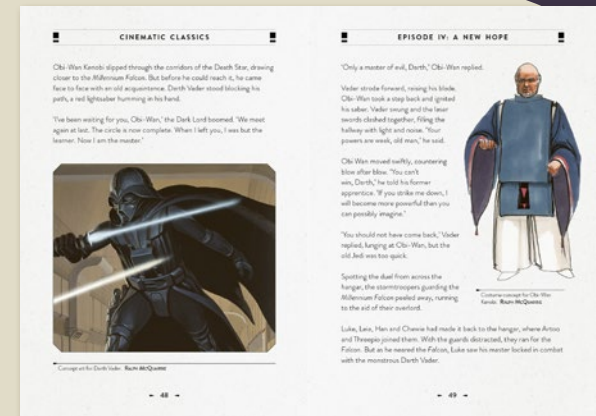 CINEMATIC CLASSICS
Obi-Wan Kenobi slipped through the corridors of the Death Star, drawing
closer to the Millennium Falcon. But before he could reach it, he came
face to face with an old acquaintance. Darth Vader stood blocking his
path, a red lightsaber humming in his hand.
'I've been waiting for you, Obi-Wan,' the Dark Lord boomed. 'We meet
again at last. The circle is now complete. When I left you, I was but the
learner. Now I am the master.'
Concept art for Darth Vader. RALPH MCQUARRIE
48
EPISODE IV: A NEW HOPE
'Only a master of evil, Darth,' Obi-Wan replied.
Vader strode forward, raising his blade.
Obi-Wan took a step back and ignited
his saber. Vader swung and the laser
swords clashed together, filling the
hallway with light and noise. 'Your
powers are weak, old man,' he said.
Obi Wan moved swiftly, countering
blow after blow. 'You can't
win, Darth,' he told his former
apprentice. 'If you strike me down, I
will become more powerful than you
can possibly imagine.'
'You should not have come back,' Vader
replied, lunging at Obi-Wan, but the
old Jedi was too quick.
Spotting the duel from across the
hangar, the stormtroopers guarding the
Millennium Falcon peeled away, running
to the aid of their overlord.
Costume concept for Obi-Wan
Kenobi. RALPH MCQUARRIE
Luke, Leia, Han and Chewie had made it back to the hangar, where Artoo
and Threepio joined them. With the guards distracted, they ran for the
Falcon. But as he neared the Falcon, Luke saw his master locked in combat
with the monstrous Darth Vader.
49